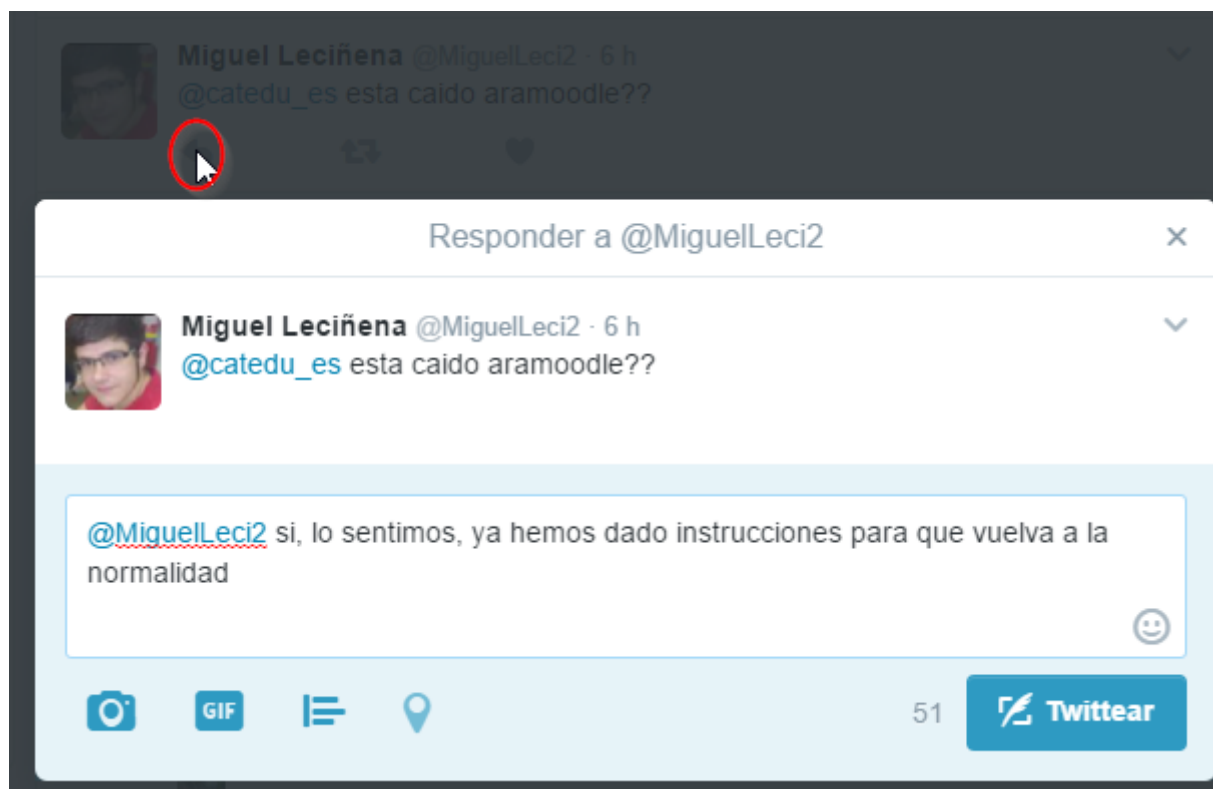 Miguel Leciñena @MiguelLeci2 · 6 h
@catedu_es esta caido aramoodle??
Responder a @MiguelLeci2
Miguel Leciñena @MiguelLeci2 · 6 h
@catedu_es esta caido aramoodle??
@MiguelLeci2 si, lo sentimos, ya hemos dado instrucciones para que vuelva a la
normalidad
GIF
51 Twittear